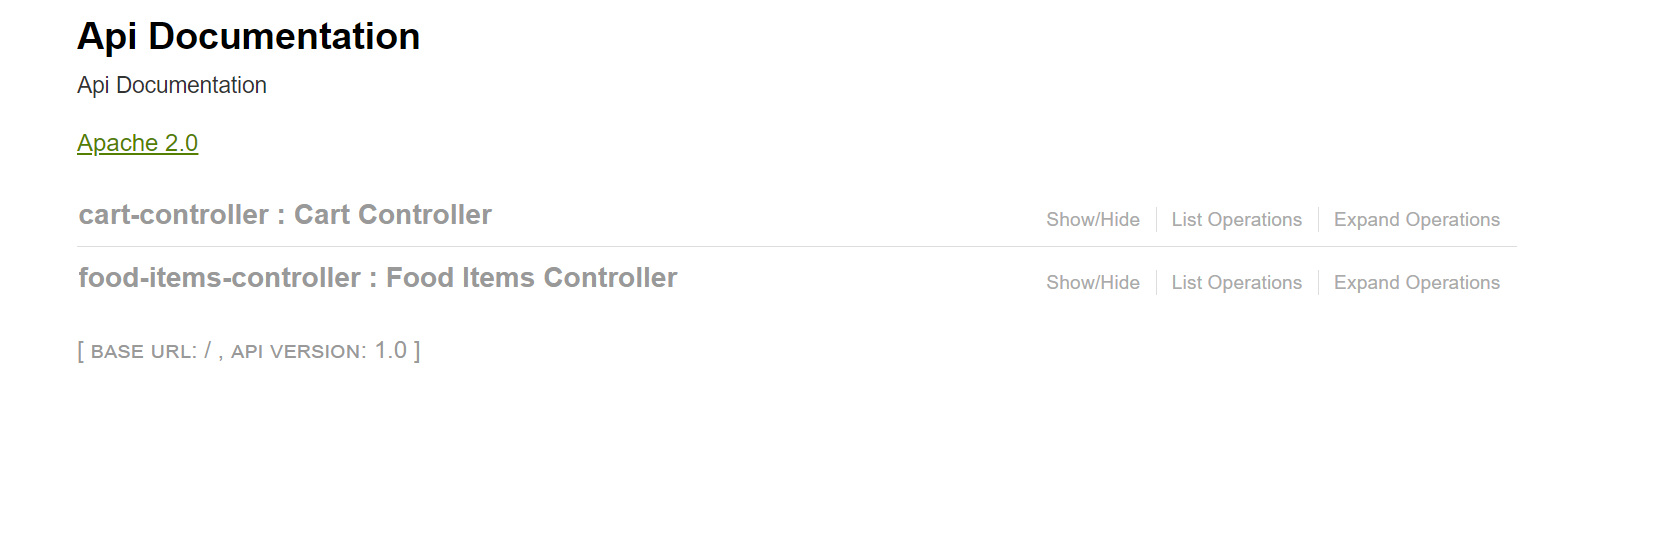 Api Documentation
Api Documentation
Apache 2.0
cart-controller : Cart Controller
Show/Hide
List Operations
Expand Operations
food-items-controller : Food Items Controller
Show/Hide
List Operations
Expand Operations
[ BASE URL: / , API VERSION: 1.0 ]